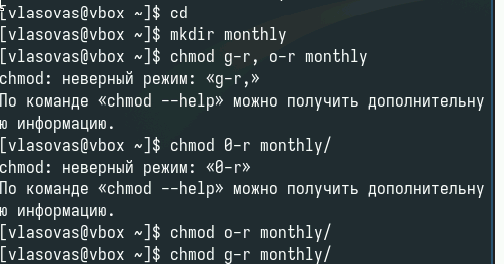 [vlasovas@vbox ~]$ cd
[vlasovas@vbox ~]$ mkdir monthly
[vlasovas@vbox ~]$ chmod g-r, o-r monthly
chmod: неверный режим: «g-r,»
По команде «chmod --help» можно получить дополнительну
ю информацию.
[vlasovas@vbox ~]$ chmod 0-r monthly/
chmod: неверный режим: «0-r»
По команде «chmod --help» можно получить дополнительну
ю информацию.
[vlasovas@vbox ~]$ chmod o-r monthly/
[vlasovas@vbox ~]$ chmod g-r monthly/